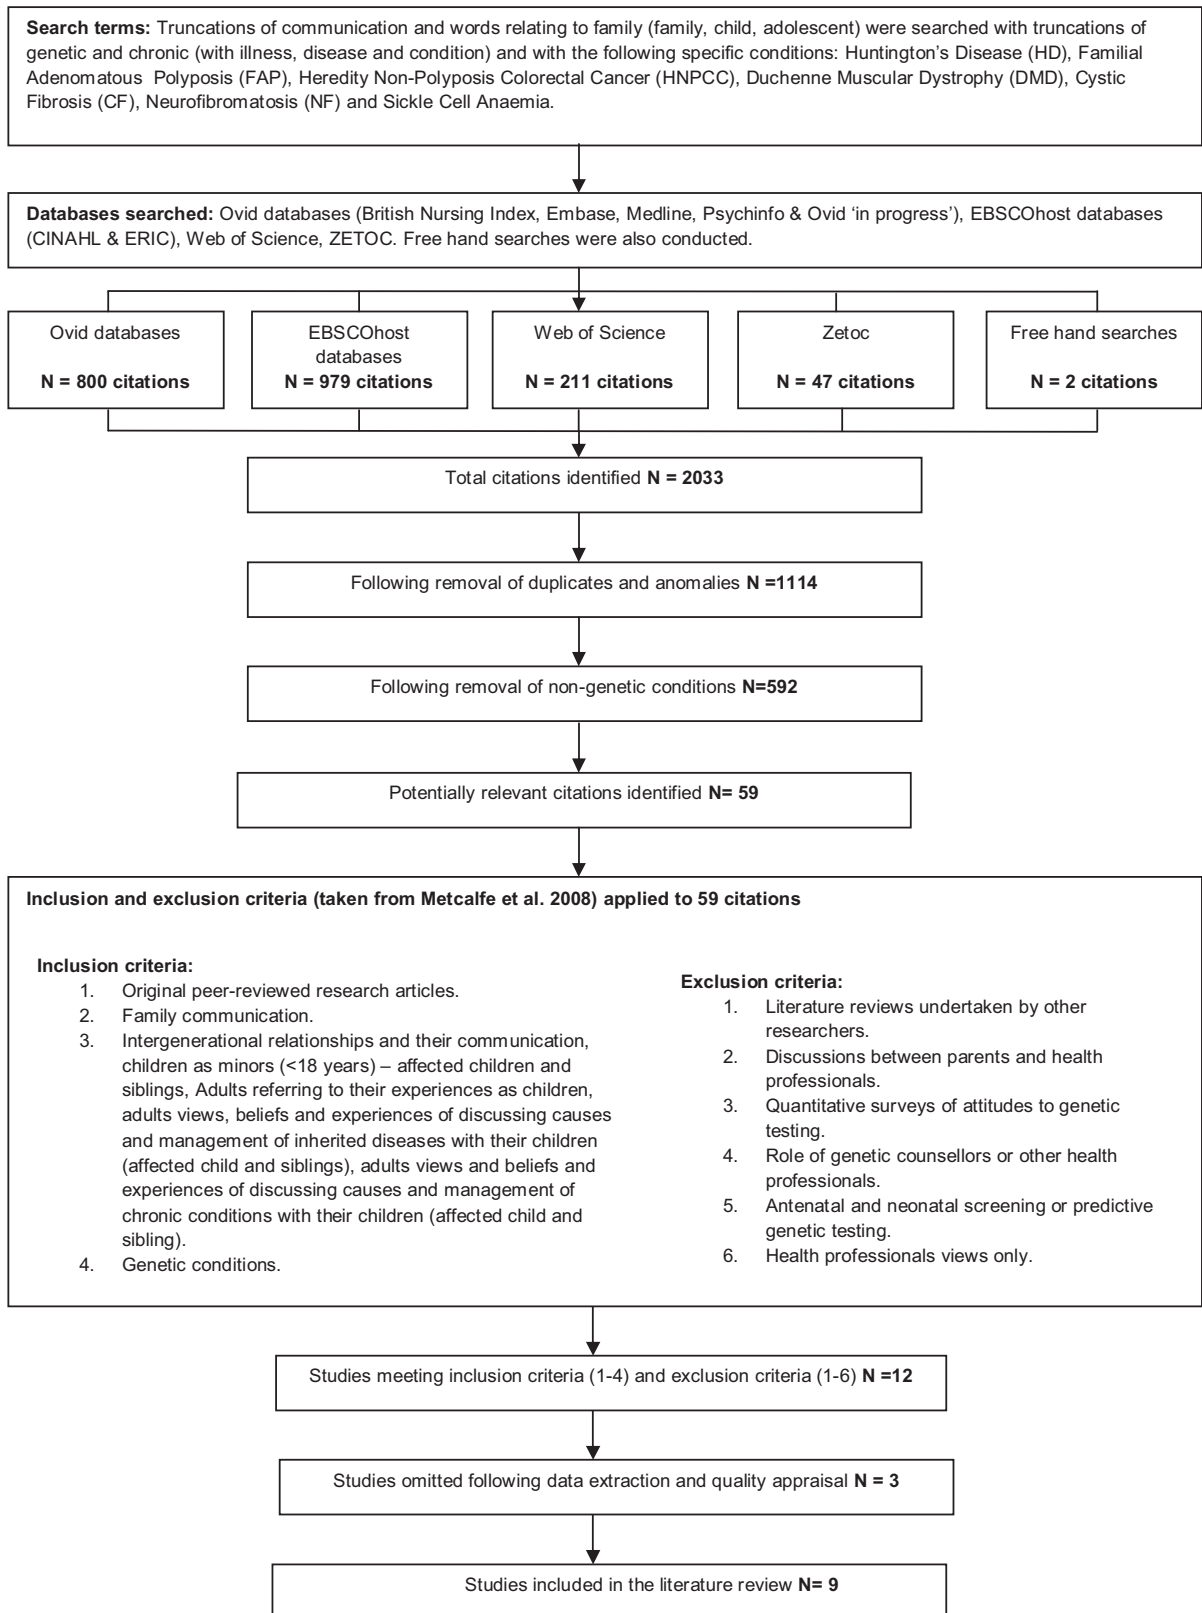 Search terms: Truncations of communication and words relating to family (family, child, adolescent) were searched with truncations of
genetic and chronic (with illness, disease and condition) and with the following specific conditions: Huntington's Disease (HD), Familial
Adenomatous Polyposis (FAP), Heredity Non-Polyposis Colorectal Cancer (HNPCC), Duchenne Muscular Dystrophy (DMD), Cystic
Fibrosis (CF), Neurofibromatosis (NF) and Sickle Cell Anaemia.
Databases searched: Ovid databases (British Nursing Index, Embase, Medline, Psychinfo & Ovid 'in progress'), EBSCOhost databases
(CINAHL & ERIC), Web of Science, ZETOC. Free hand searches were also conducted.
Ovid databases
N = 800 citations
EBSCOhost
databases
N = 979 citations
Web of Science
N = 211 citations
Zetoc
N = 47 citations
Free hand searches
N = 2 citations
Total citations identified N = 2033
Following removal of duplicates and anomalies N =1114
Following removal of non-genetic conditions N=592
Potentially relevant citations identified N= 59
Inclusion and exclusion criteria (taken from Metcalfe et al. 2008) applied to 59 citations
Inclusion criteria:
1. Original peer-reviewed research articles.
2. Family communication.
3. Intergenerational relationships and their communication,
children as minors (<18 years) – affected children and
siblings, Adults referring to their experiences as children,
adults views, beliefs and experiences of discussing causes
and management of inherited diseases with their children
(affected child and siblings), adults views and beliefs and
experiences of discussing causes and management of
chronic conditions with their children (affected child and
sibling).
4. Genetic conditions.
Exclusion criteria:
1. Literature reviews undertaken by other
researchers.
2. Discussions between parents and health
professionals.
3. Quantitative surveys of attitudes to genetic
testing.
4. Role of genetic counsellors or other health
professionals.
5. Antenatal and neonatal screening or predictive
genetic testing.
6. Health professionals views only.
Studies meeting inclusion criteria (1-4) and exclusion criteria (1-6) N =12
Studies omitted following data extraction and quality appraisal N = 3
Studies included in the literature review N= 9